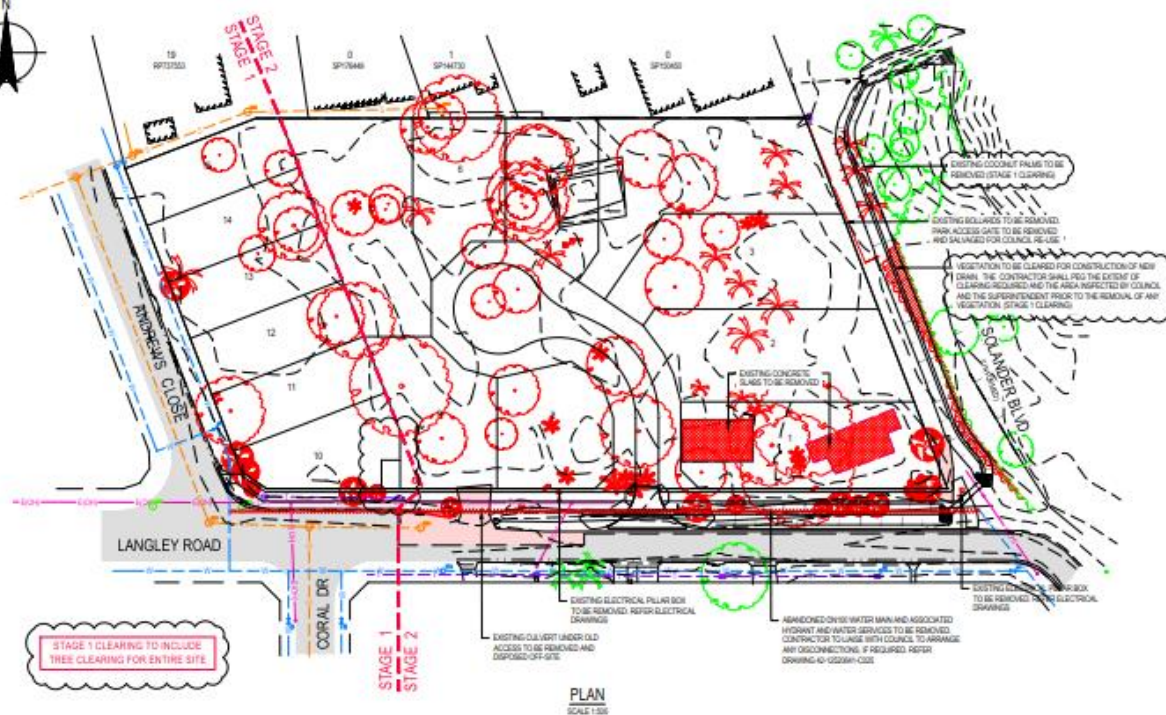 N
STAGE 2
STAGE 1
19
RP737553
0
SP176449
1
SP144730
0
SP150450
EXISTING COCONUT PALMS TO BE
REMOVED (STAGE 1 CLEARING)
EXISTING BOLLARDS TO BE REMOVED.
PARK ACCESS GATE TO BE REMOVED
AND SALVAGED FOR COUNCIL RE-USE
VEGETATION TO BE CLEARED FOR CONSTRUCTION OF NEW
DRAIN. THE CONTRACTOR SHALL PEG THE EXTENT OF
CLEARING REQUIRED AND THE AREA INSPECTED BY COUNCIL
AND THE SUPERINTENDENT PRIOR TO THE REMOVAL OF ANY
VEGETATION (STAGE 1 CLEARING)
6
14
13
12
11
10
3
2
1
ANDREWS CLOSE
SOLANDER BLVD
EXISTING CONCRETE
SLABS TO BE REMOVED
LANGLEY ROAD
CORAL DR
STAGE 1
STAGE 2
STAGE 1 CLEARING TO INCLUDE
TREE CLEARING FOR ENTIRE SITE
EXISTING ELECTRICAL PILLAR BOX
TO BE REMOVED. REFER ELECTRICAL
DRAWINGS
EXISTING CULVERT UNDER OLD
ACCESS TO BE REMOVED AND
DISPOSED OFF-SITE
ABANDONED DN100 WATER MAIN AND ASSOCIATED
HYDRANT AND WATER SERVICES TO BE REMOVED.
CONTRACTOR TO LIAISE WITH COUNCIL TO ARRANGE
ANY DISCONNECTIONS, IF REQUIRED. REFER
EXISTING ELECTRICAL PILLAR BOX
TO BE REMOVED. REFER ELECTRICAL
DRAWINGS
PLAN
SCALE 1:500